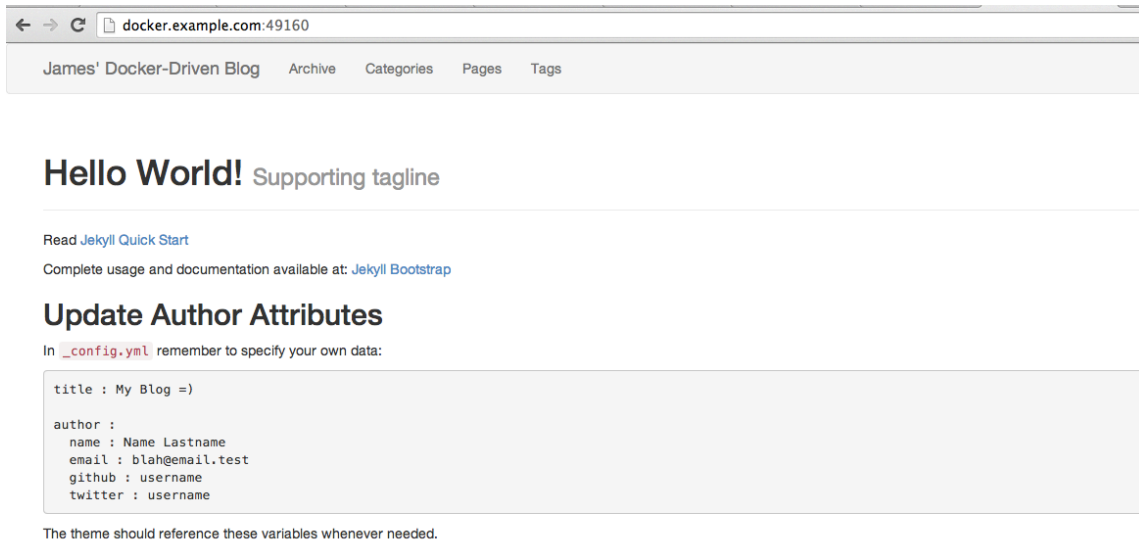 docker.example.com:49160
James' Docker-Driven Blog Archive Categories Pages Tags
Hello World! Supporting tagline
Read Jekyll Quick Start
Complete usage and documentation available at: Jekyll Bootstrap
Update Author Attributes
In _config.yml remember to specify your own data:
title : My Blog =)
author :
name : Name Lastname
email : blah@email.test
github : username
twitter : username
The theme should reference these variables whenever needed.